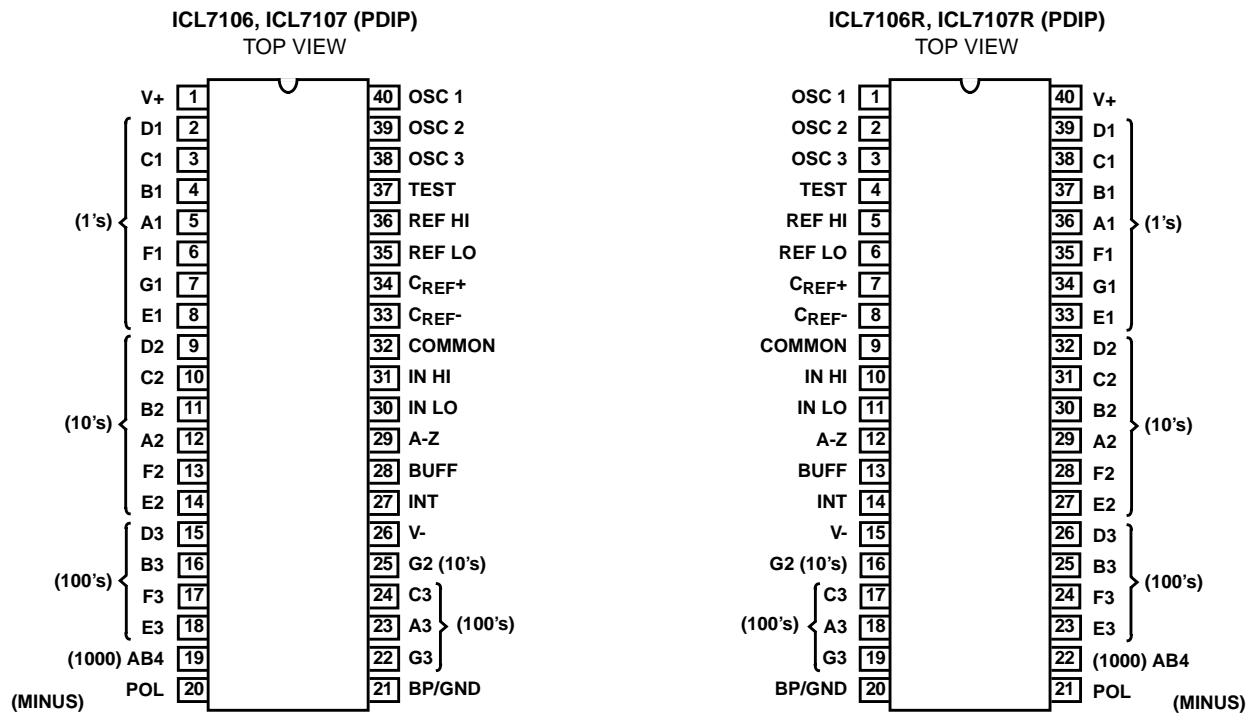 ICL7106, ICL7107 (PDIP)
TOP VIEW
V+ 1 40 OSC 1
D1 2 39 OSC 2
C1 3 38 OSC 3
B1 4 37 TEST
(1’s) A1 5 36 REF HI
F1 6 35 REF LO
G1 7 34 CREF+
E1 8 33 CREF-
D2 9 32 COMMON
C2 10 31 IN HI
B2 11 30 IN LO
(10’s)
A2 12 29 A-Z
F2 13 28 BUFF
E2 14 27 INT
D3 15 26 V-
B3 16 25 G2 (10’s)
(100’s)
F3 17 24 C3
E3 18 23 A3 (100’s)
(1000) AB4 19 22 G3
POL 20 21 BP/GND
(MINUS)
ICL7106R, ICL7107R (PDIP)
TOP VIEW
OSC 1 1 40 V+
OSC 2 2 39 D1
OSC 3 3 38 C1
TEST 4 37 B1
REF HI 5 36 A1 (1’s)
REF LO 6 35 F1
CREF+ 7 34 G1
CREF- 8 33 E1
COMMON 9 32 D2
IN HI 10 31 C2
IN LO 11 30 B2
(10’s)
A-Z 12 29 A2
BUFF 13 28 F2
INT 14 27 E2
V- 15 26 D3
G2 (10’s) 16 25 B3
(100’s)
C3 17 24 F3
(100’s) A3 18 23 E3
G3 19 22 (1000) AB4
BP/GND 20 21 POL
(MINUS)